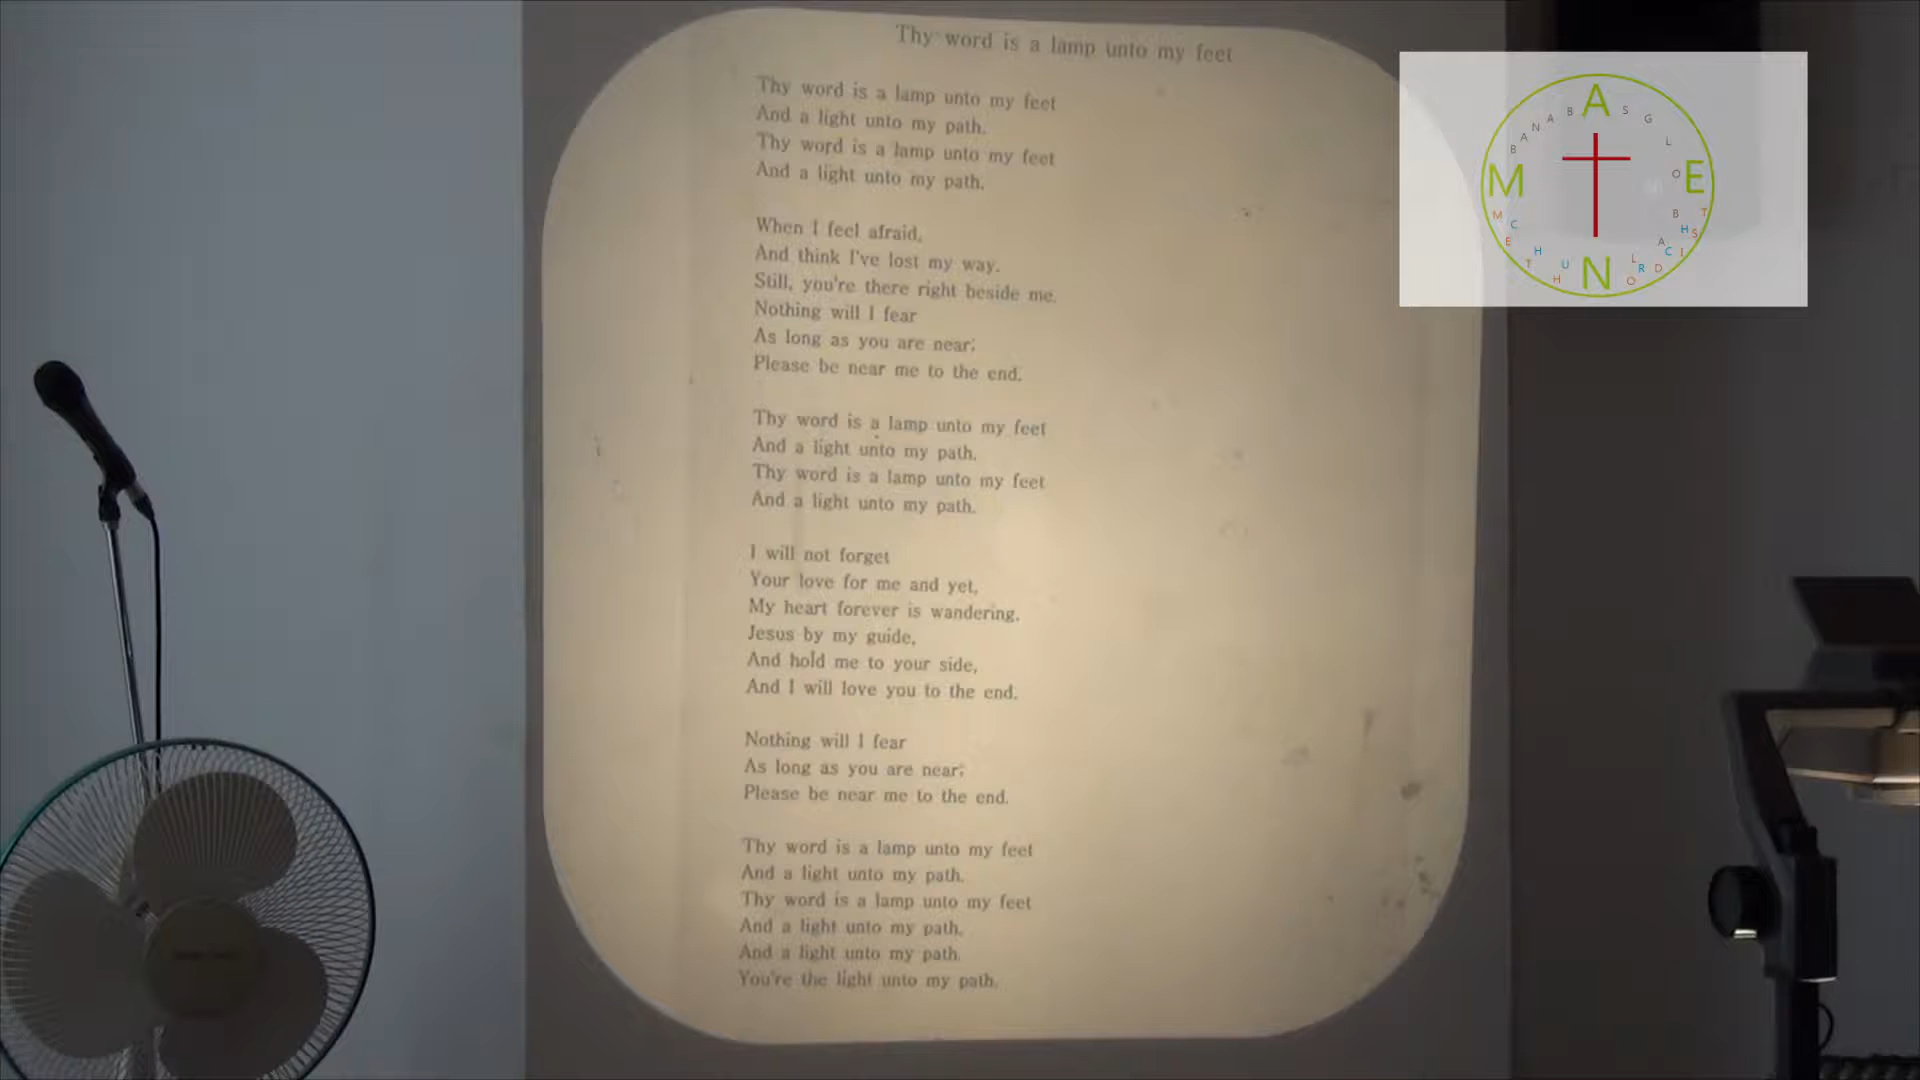 Thy word is a lamp unto my feet
Thy word is a lamp unto my feet
And a light unto my path.
Thy word is a lamp unto my feet
And a light unto my path.
When I feel afraid,
And think I've lost my way.
Still, you're there right beside me.
Nothing will I fear
As long as you are near;
Please be near me to the end.
Thy word is a lamp unto my feet
And a light unto my path.
Thy word is a lamp unto my feet
And a light unto my path.
I will not forget
Your love for me and yet,
My heart forever is wandering,
Jesus by my guide,
And hold me to your side,
And I will love you to the end.
Nothing will I fear
As long as you are near;
Please be near me to the end.
Thy word is a lamp unto my feet
And a light unto my path.
Thy word is a lamp unto my feet
And a light unto my path.
And a light unto my path.
You're the light unto my path.
A
M E
N